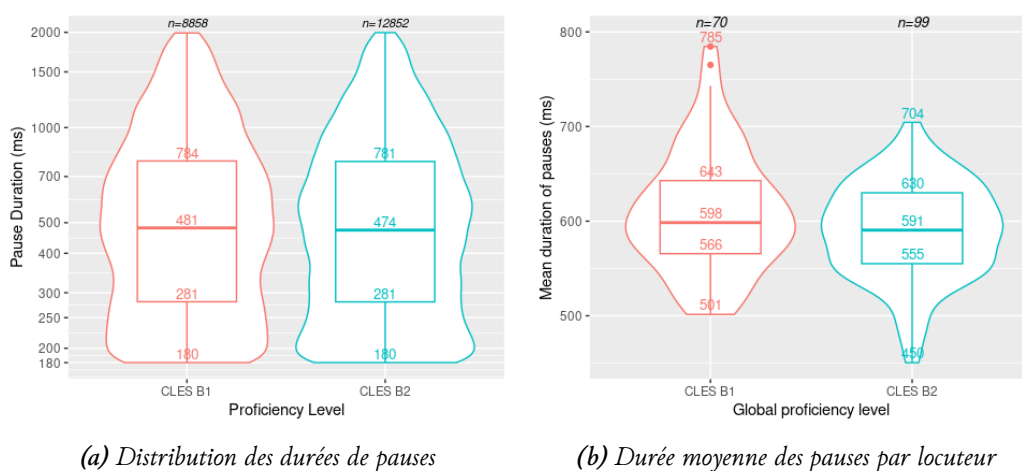 n=8858
n=12852
2000
1500
1000
700
500
400
300
250
200
180
Pause Duration (ms)
784
481
281
180
781
474
281
180
CLES B1
CLES B2
Proficiency Level
(a) Distribution des durées de pauses
n=70
n=99
800
700
600
500
Mean duration of pauses (ms)
785
643
598
566
501
704
630
591
555
450
CLES B1
CLES B2
Global proficiency level
(b) Durée moyenne des pauses par locuteur